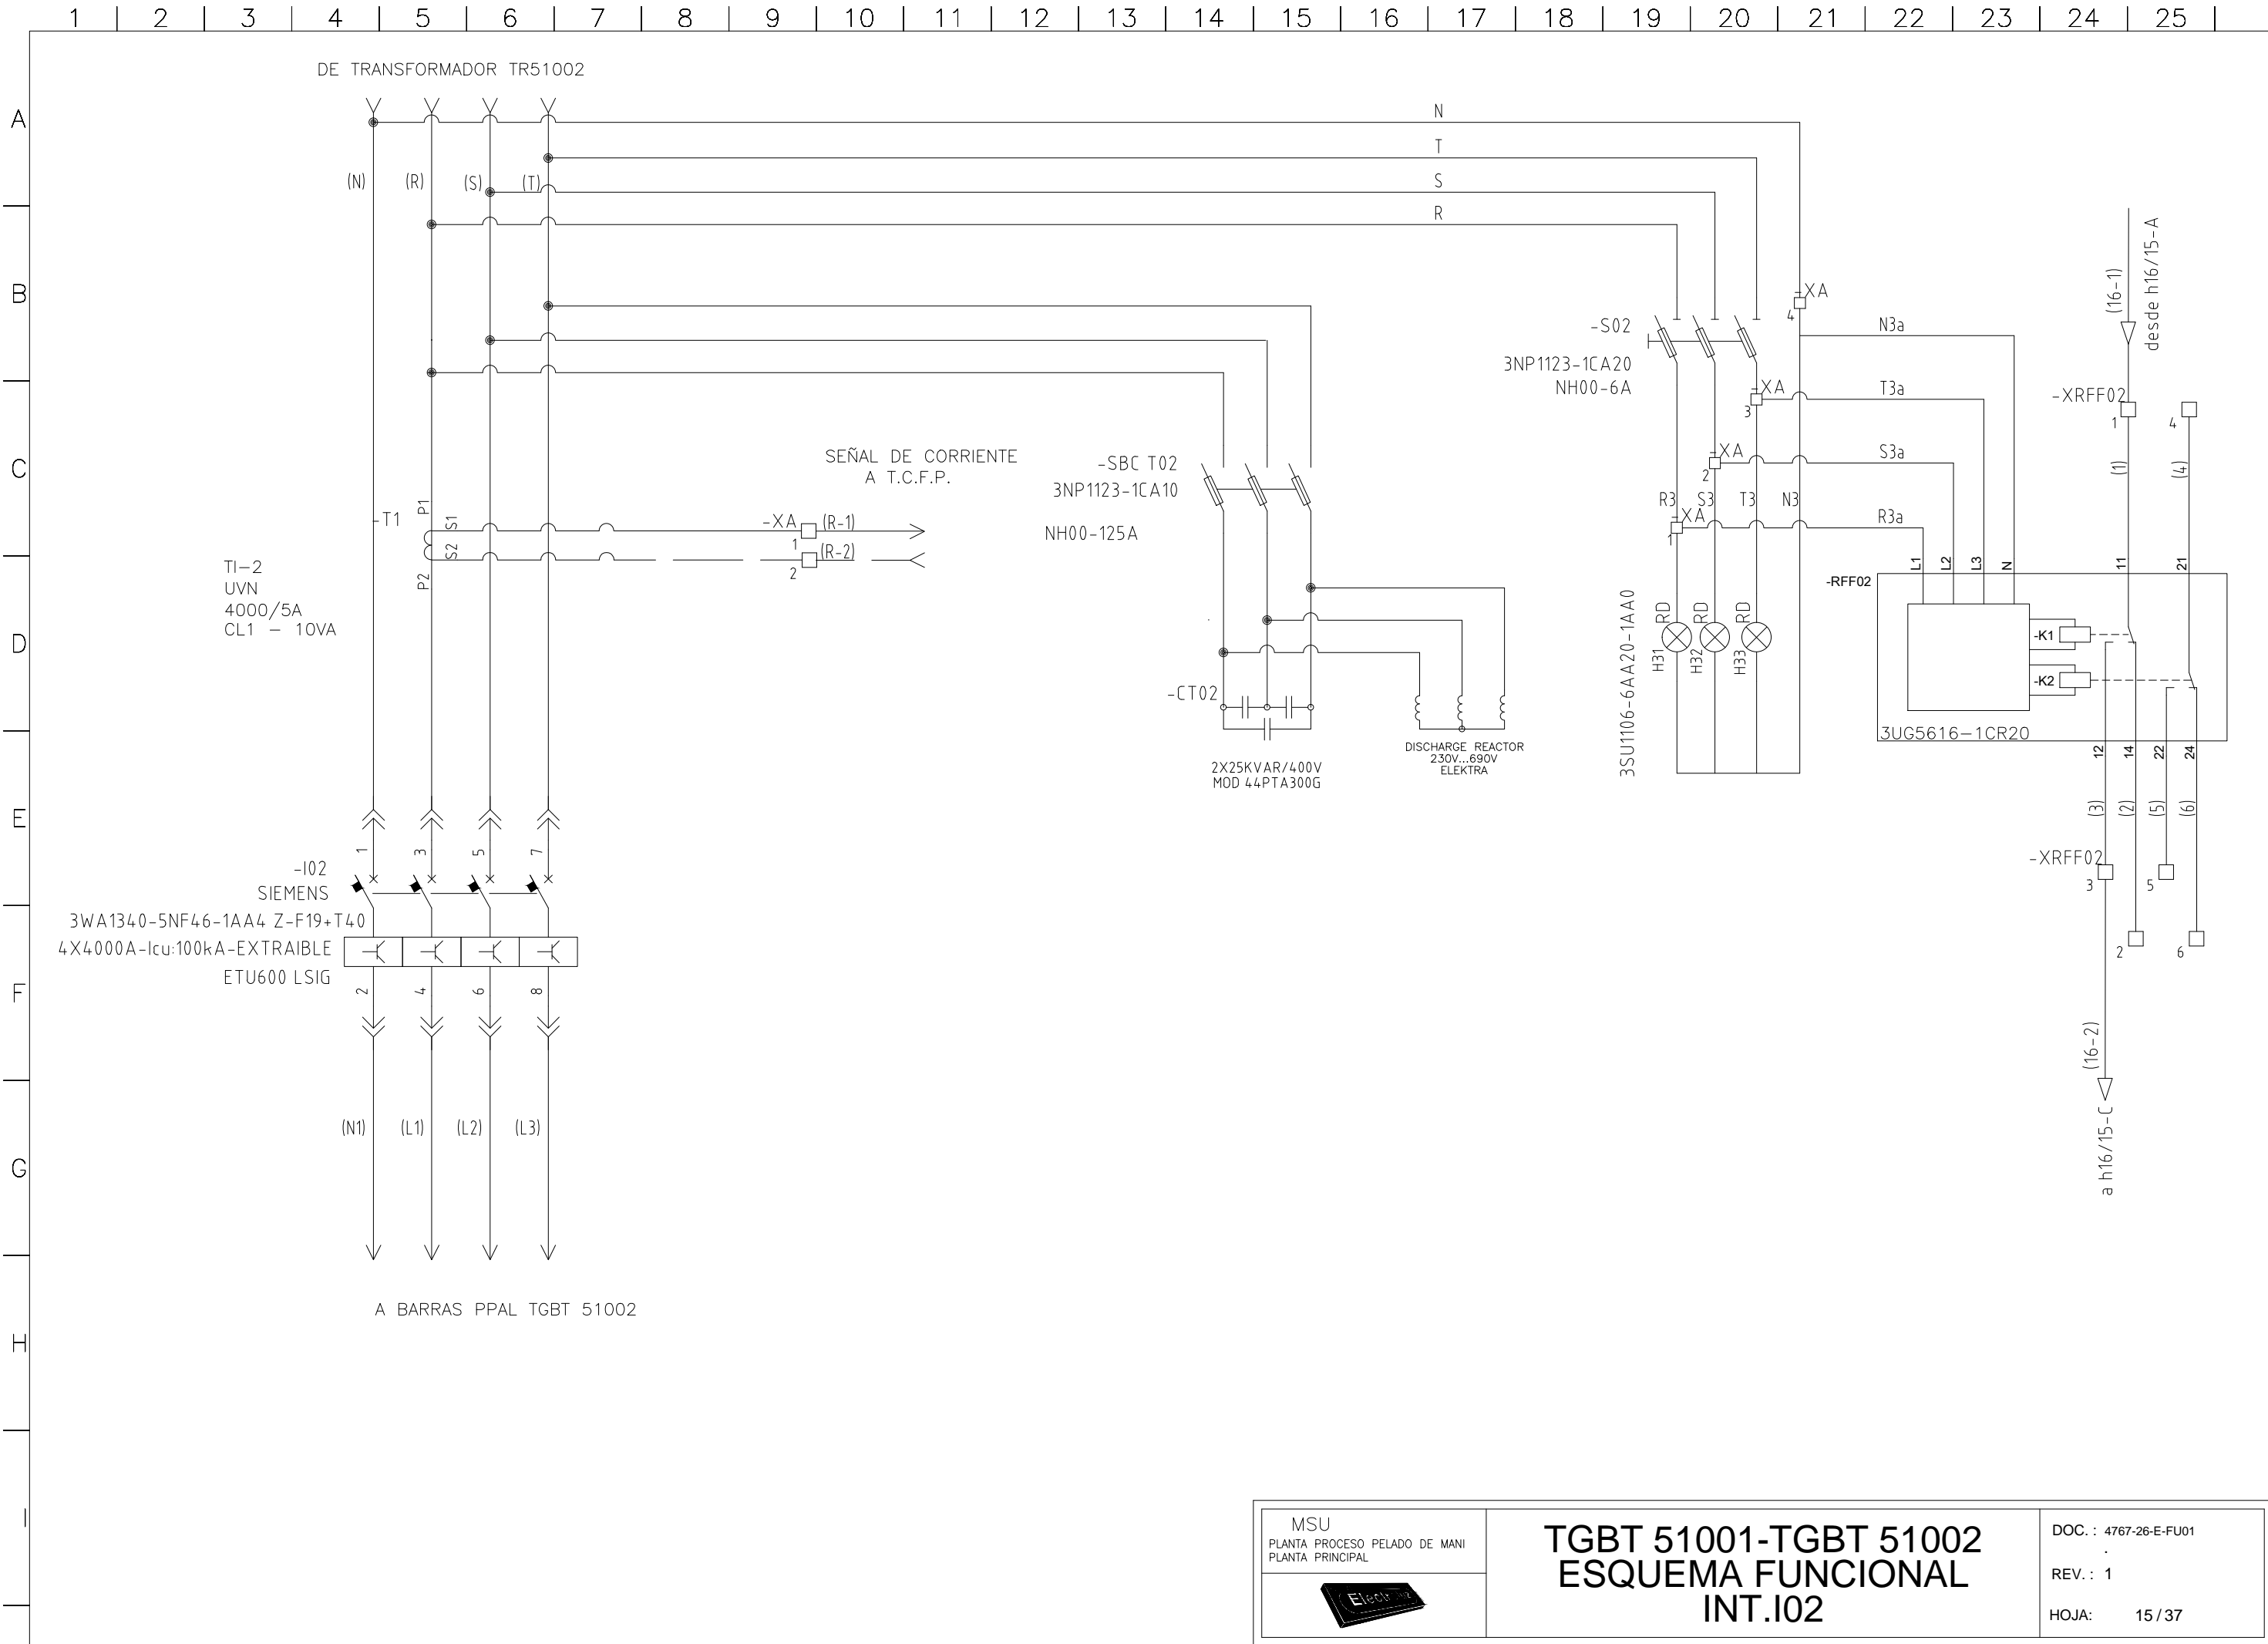 1 2 3 4 5 6 7 8 9 10 11 12 13 14 15 16 17 18 19 20 21 22 23 24 25
A
B
C
D
E
F
G
H
I
DE TRANSFORMADOR TR51002
(N) (R) (S) (T)
N
T
S
R
-T1
P1
S1
S2
P2
TI-2
UVN
4000/5A
CL1 - 10VA
SEÑAL DE CORRIENTE
A T.C.F.P.
-XA (R-1)
1
(R-2)
2
-SBC T02
3NP1123-1CA10
NH00-125A
-CT02
2X25KVAR/400V
MOD 44PTA300G
DISCHARGE REACTOR
230V...690V
ELEKTRA
-S02
3NP1123-1CA20
NH00-6A
-XA
4
N3a
-XA
3
T3a
-XA
2
S3a
R3 S3 T3 N3
-XA
1
R3a
3SU1106-6AA20-1AA0
RD RD RD
H31 H32 H33
-RFF02
L1 L2 L3 N 11 21
-K1
-K2
3UG5616-1CR20
12 14 22 24
(16-1)
desde h16/15-A
-XRFF02
1 4
(1) (4)
(3) (2) (5) (6)
-XRFF02
3 5
2 6
(16-2)
a h16/15-C
1 3 5 7
-I02
SIEMENS
3WA1340-5NF46-1AA4 Z-F19+T40
4X4000A-Icu:100kA-EXTRAIBLE
ETU600 LSIG
2 4 6 8
(N1) (L1) (L2) (L3)
A BARRAS PPAL TGBT 51002
MSU
PLANTA PROCESO PELADO DE MANI
PLANTA PRINCIPAL
TGBT 51001-TGBT 51002
ESQUEMA FUNCIONAL
INT.I02
DOC. : 4767-26-E-FU01
.
REV. : 1
HOJA: 15 / 37